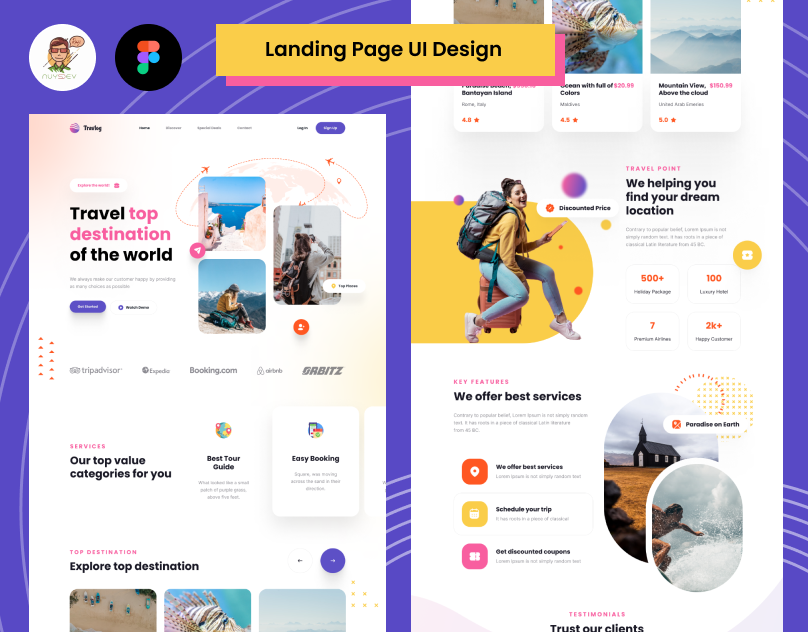 Landing Page UI Design
NUYSDEV
Travlog
Home
Discover
Special Deals
Contact
Log In
Sign Up
Explore the world!
Travel top
destination
of the world
We always make our customer happy by providing
as many choices as possible
Get Started
Watch Demo
Top Places
tripadvisor
Expedia
Booking.com
airbnb
ORBITZ
SERVICES
Our top value
categories for you
Best Tour
Guide
What looked like a small
patch of purple grass,
above five feet.
Easy Booking
Square, was moving
across the sand in their
direction.
TOP DESTINATION
Explore top destination
Paradise Beach,
Bantayan Island
Rome, Italy
4.8
Ocean with full of $20.99
Colors
Maldives
4.5
Mountain View, $150.99
Above the cloud
United Arab Emirates
5.0
TRAVEL POINT
We helping you
find your dream
location
Contrary to popular belief, Lorem Ipsum is not
simply random text. It has roots in a piece of
classical Latin literature from 45 BC.
Discounted Price
500+
Holiday Package
100
Luxury Hotel
7
Premium Airlines
2k+
Happy Customer
KEY FEATURES
We offer best services
Contrary to popular belief, Lorem Ipsum is not simply random
text. It has roots in a piece of classical Latin literature
from 45 BC.
Paradise on Earth
We offer best services
Lorem Ipsum is not simply random text
Schedule your trip
It has roots in a piece of classical
Get discounted coupons
Lorem Ipsum is not simply random text
TESTIMONIALS
Trust our clients